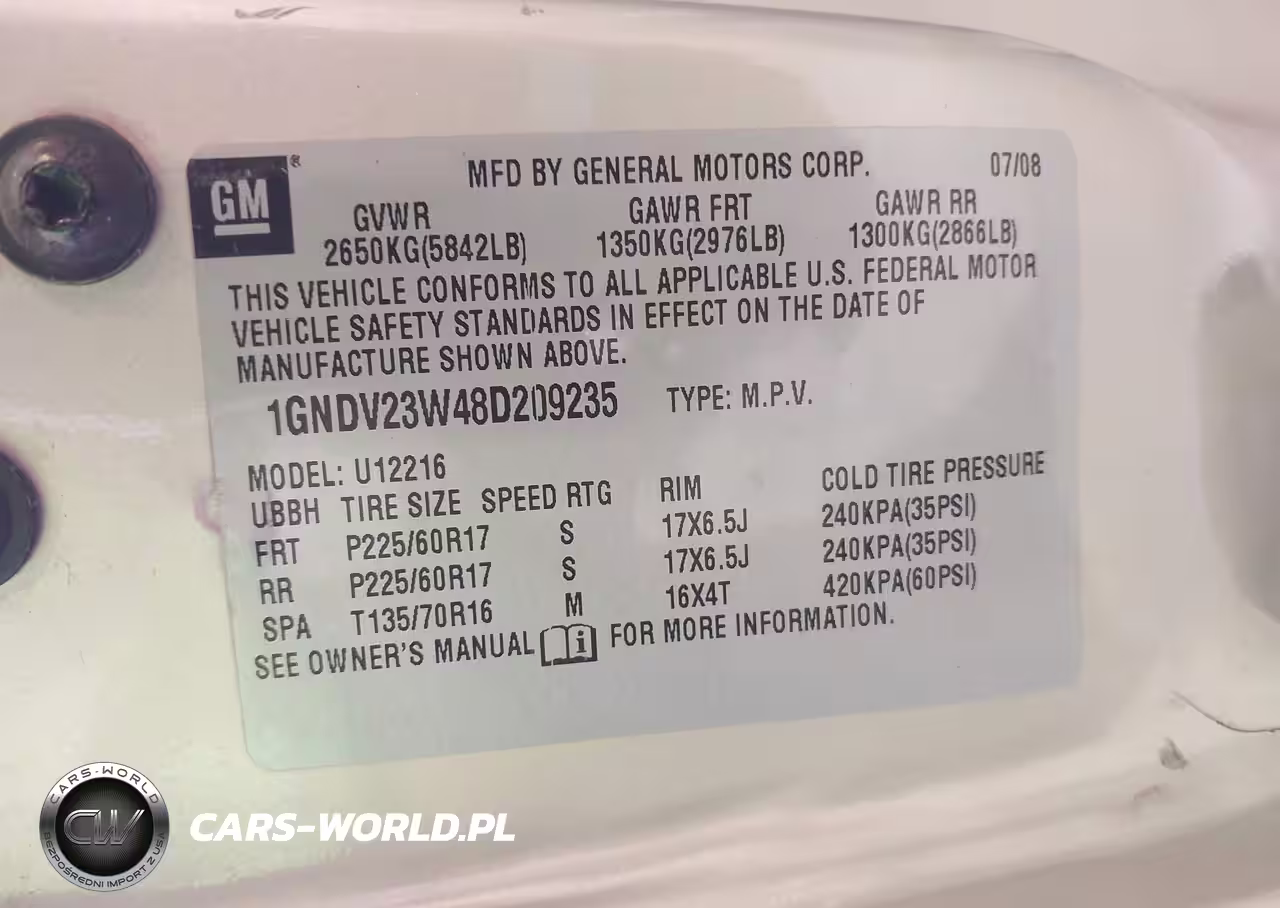 GM ®
MFD BY GENERAL MOTORS CORP. 07/08
GVWR GAWR FRT GAWR RR
2650KG(5842LB) 1350KG(2976LB) 1300KG(2866LB)
THIS VEHICLE CONFORMS TO ALL APPLICABLE U.S. FEDERAL MOTOR
VEHICLE SAFETY STANDARDS IN EFFECT ON THE DATE OF
MANUFACTURE SHOWN ABOVE.
1GNDV23W48D209235 TYPE: M.P.V.
MODEL: U12216
UBBH TIRE SIZE SPEED RTG RIM COLD TIRE PRESSURE
FRT P225/60R17 S 17X6.5J 240KPA(35PSI)
RR P225/60R17 S 17X6.5J 240KPA(35PSI)
SPA T135/70R16 M 16X4T 420KPA(60PSI)
SEE OWNER'S MANUAL i FOR MORE INFORMATION.
CARS-WORLD
CW
BEZPOŚREDNI IMPORT Z USA
CARS-WORLD.PL